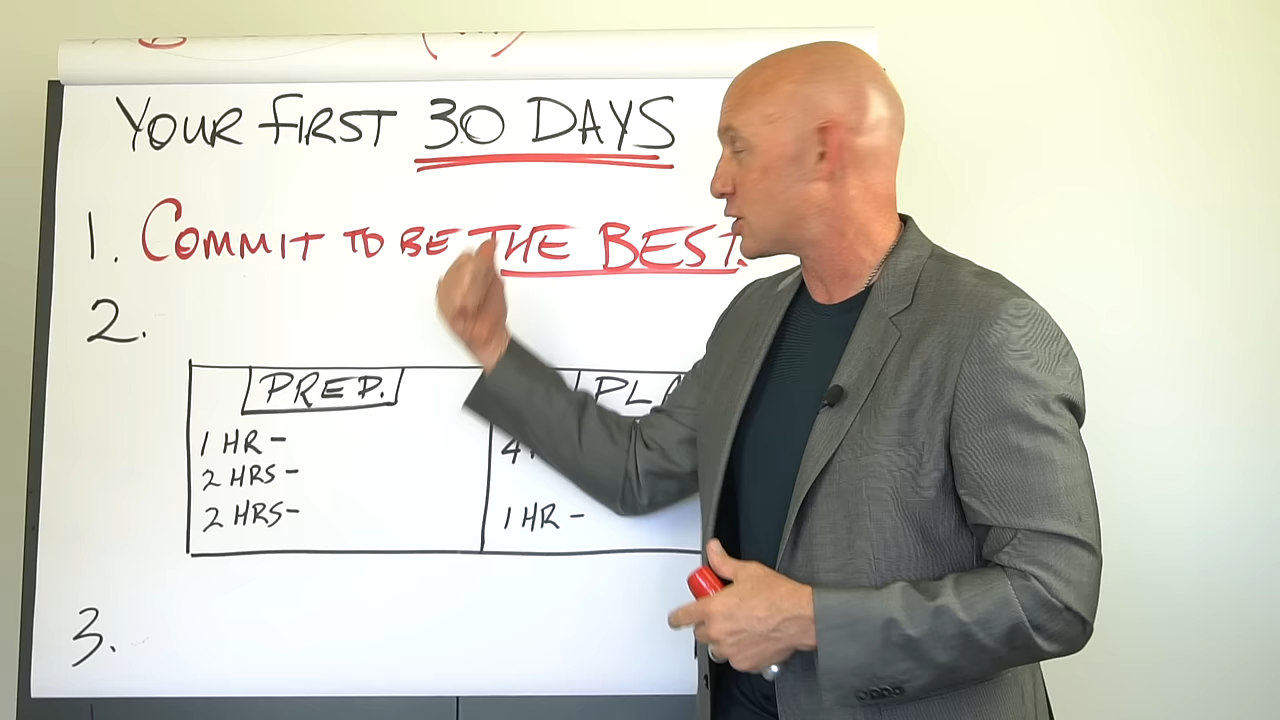 YOUR FIRST 30 DAYS
1. COMMIT TO BE THE BEST.
2.
PREP.
1 HR -
2 HRS -
2 HRS -
1 HR -
3.